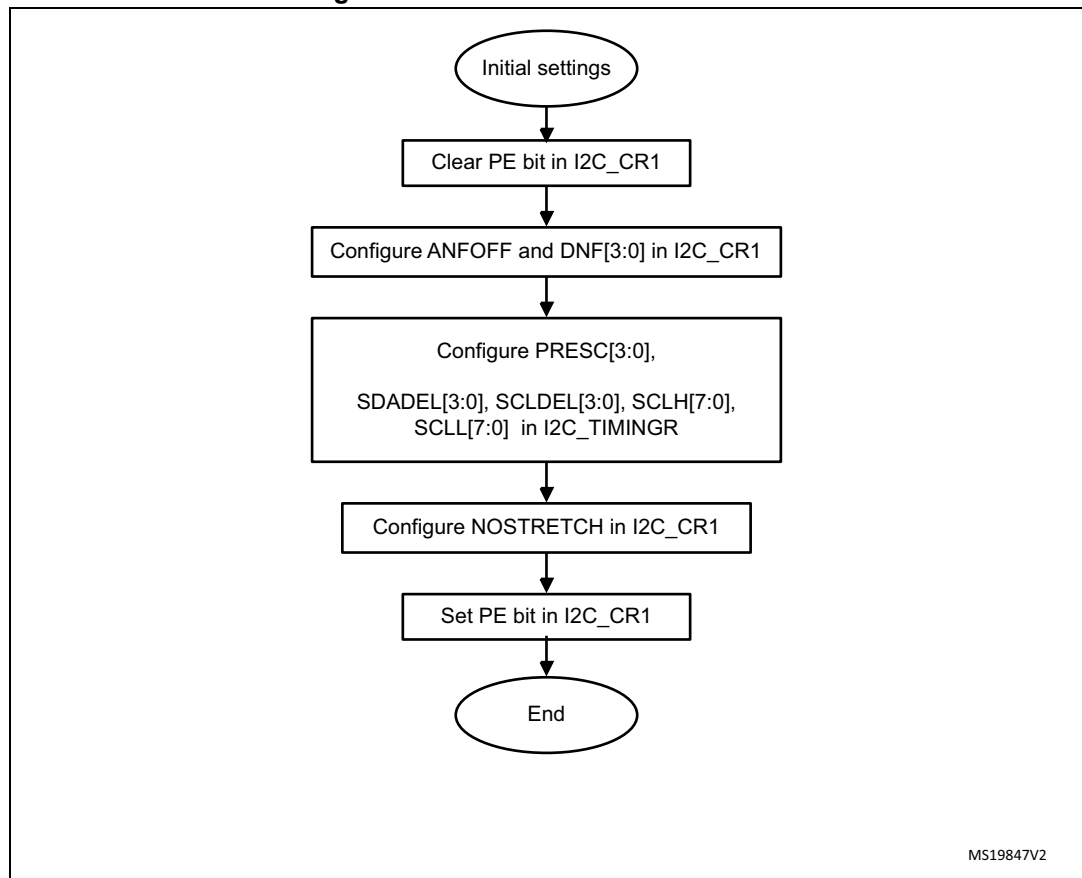 Initial settings
Clear PE bit in I2C_CR1
Configure ANFOFF and DNF[3:0] in I2C_CR1
Configure PRESC[3:0],
SDADEL[3:0], SCLDEL[3:0], SCLH[7:0],
SCLL[7:0] in I2C_TIMINGR
Configure NOSTRETCH in I2C_CR1
Set PE bit in I2C_CR1
End
MS19847V2